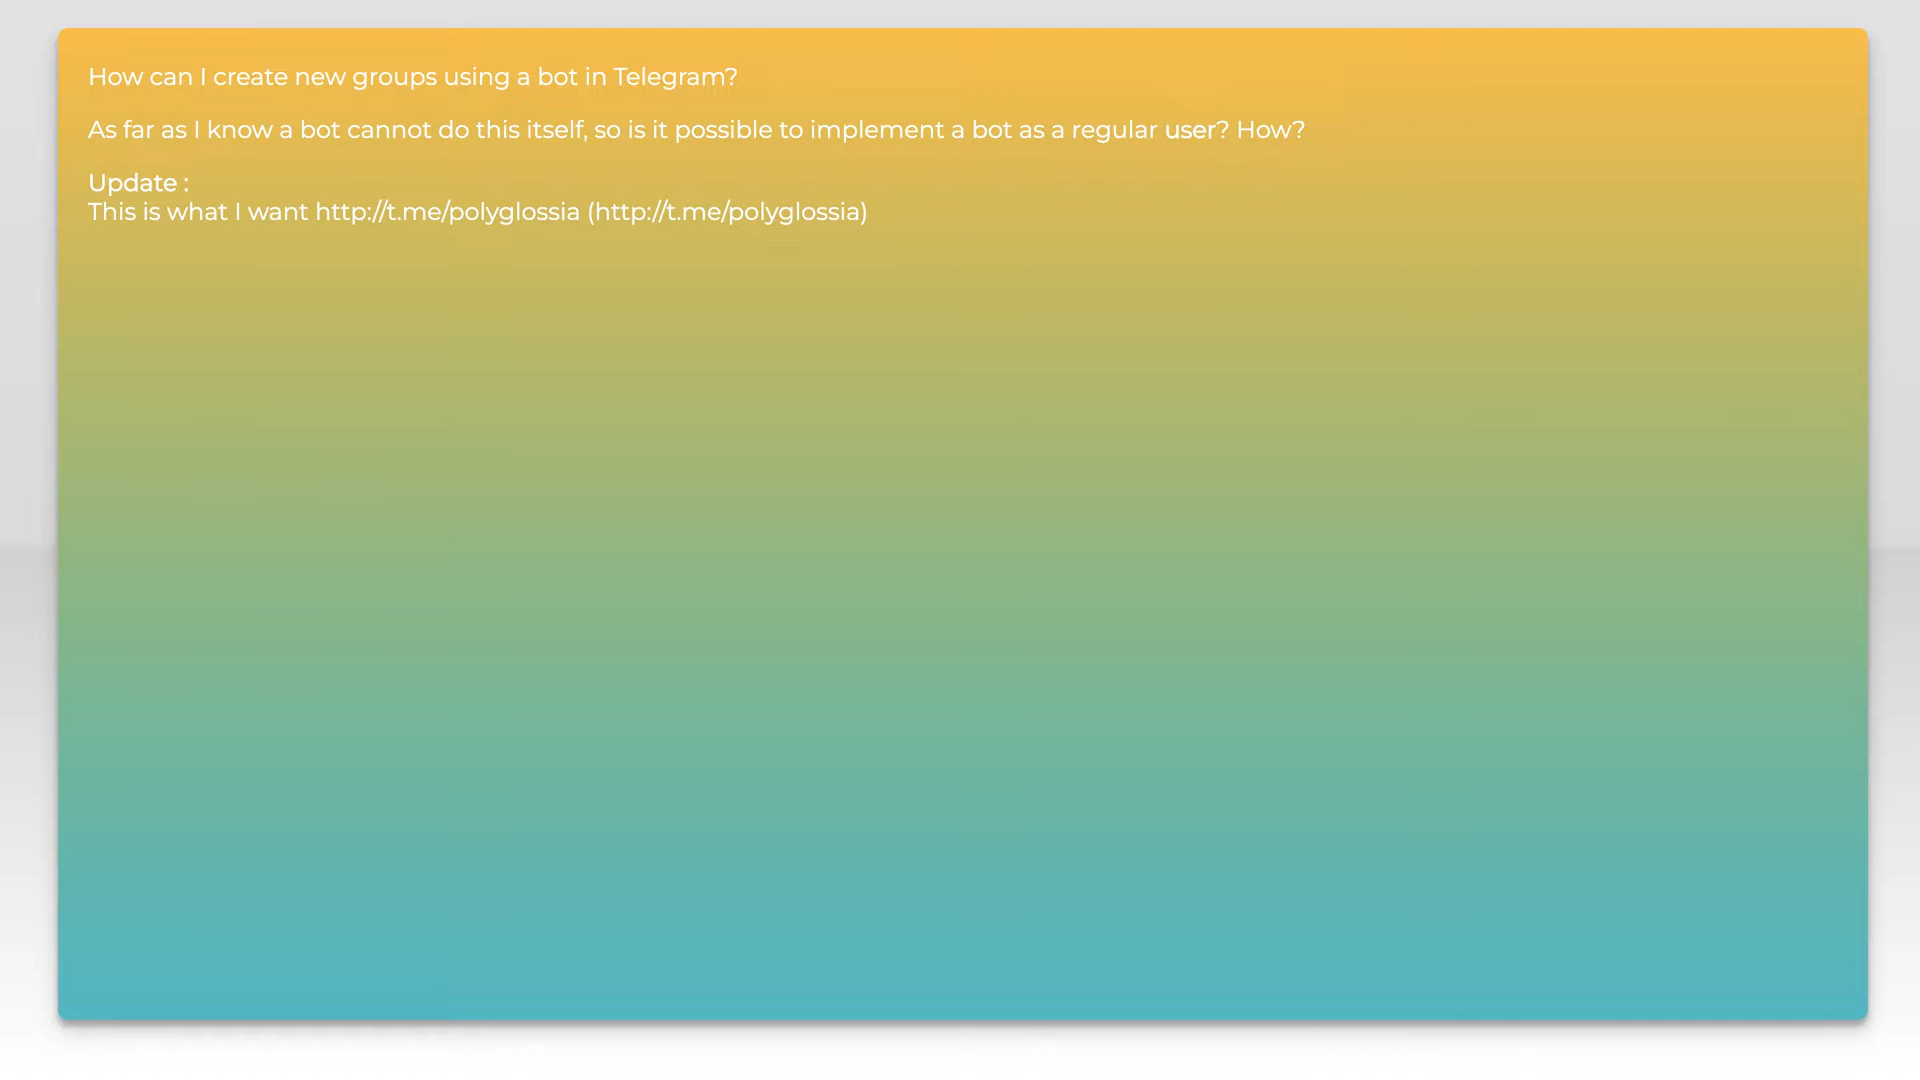 How can I create new groups using a bot in Telegram?
As far as I know a bot cannot do this itself, so is it possible to implement a bot as a regular user? How?
Update :
This is what I want http://t.me/polyglossia (http://t.me/polyglossia)